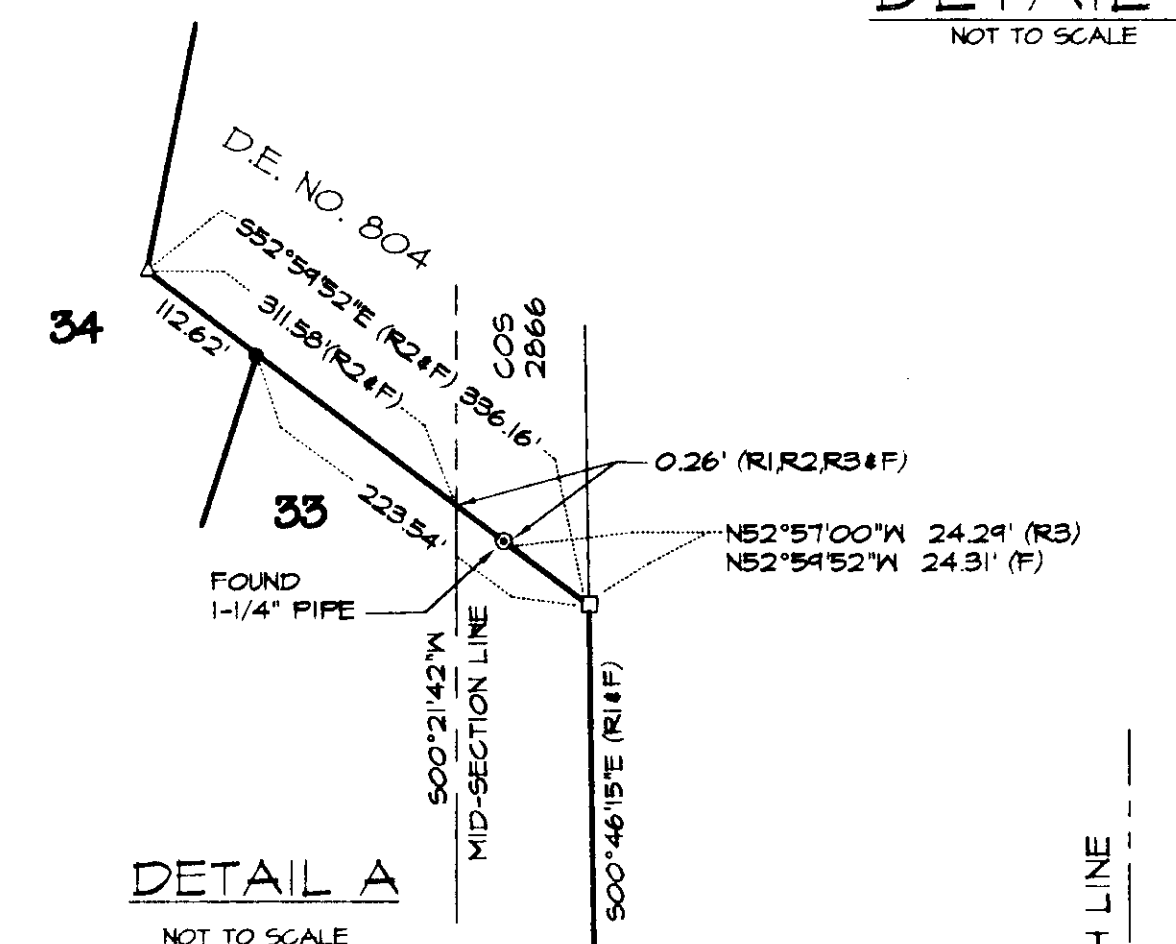 DETAIL
NOT TO SCALE
D.E. NO. 804
S52°59'52"E (R2&F) 336.16'
311.58'(R2&F)
112.62'
34
COS
2866
0.26' (R1,R2,R3&F)
33
223.54'
N52°57'00"W 24.29' (R3)
N52°59'52"W 24.31' (F)
FOUND
1-1/4" PIPE
S00°21'42"W
MID-SECTION LINE
S00°46'15"E (R1&F)
DETAIL A
NOT TO SCALE
LINE